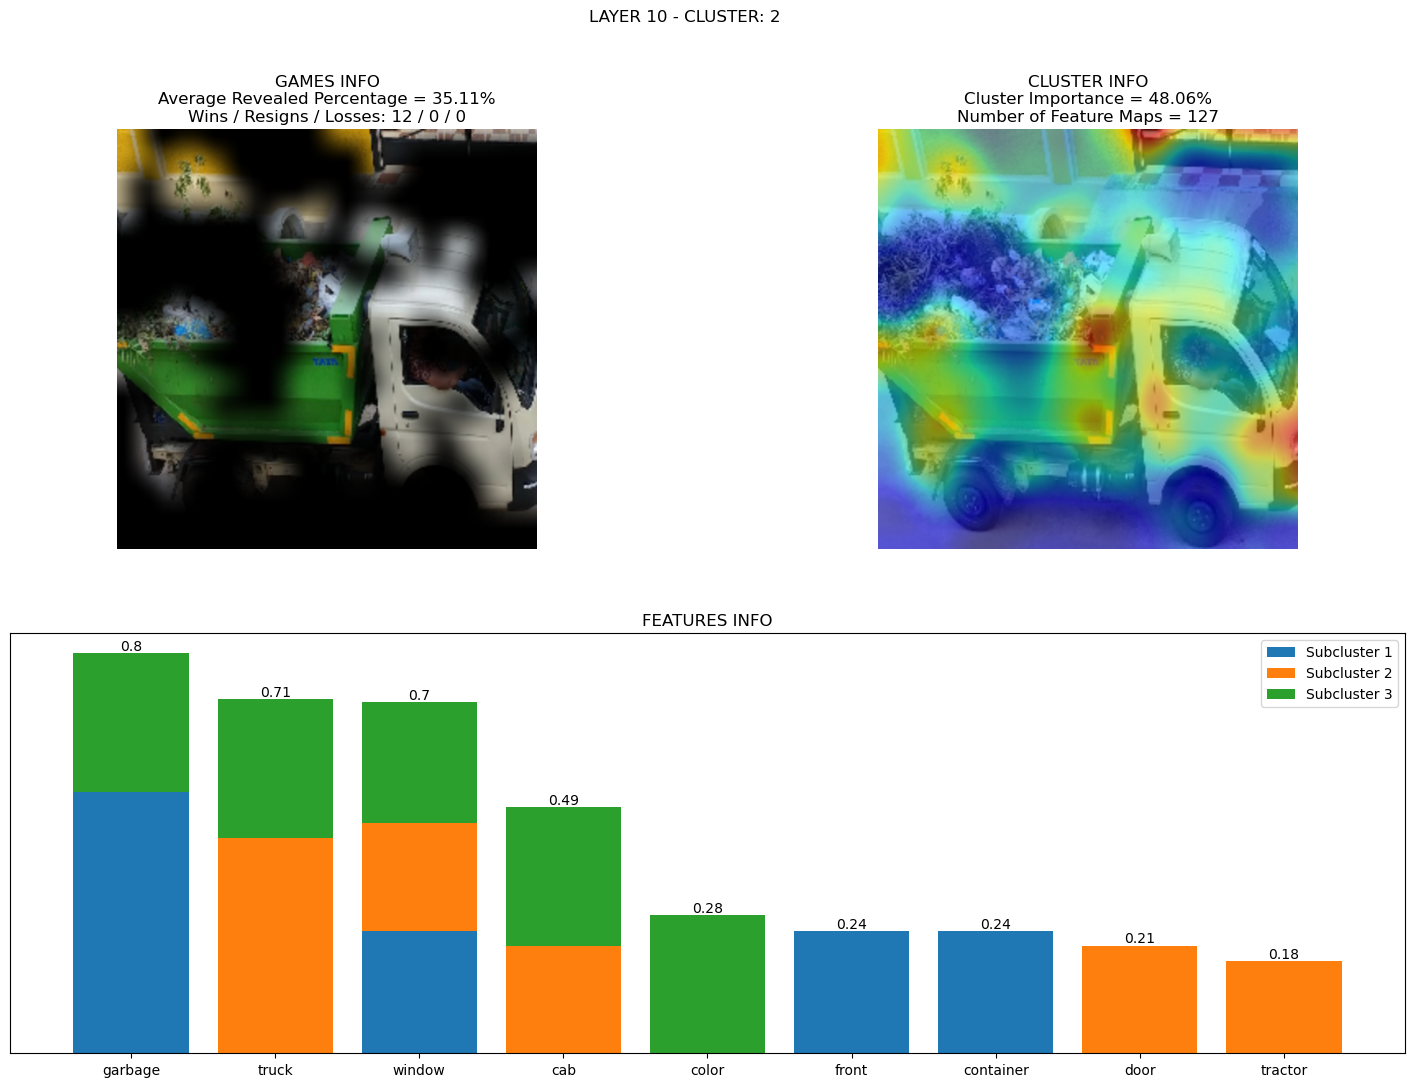 LAYER 10 - CLUSTER: 2
GAMES INFO
Average Revealed Percentage = 35.11%
Wins / Resigns / Losses: 12 / 0 / 0
CLUSTER INFO
Cluster Importance = 48.06%
Number of Feature Maps = 127
TATA
FEATURES INFO
Subcluster 1
Subcluster 2
Subcluster 3
0.8
0.71
0.7
0.49
0.28
0.24
0.24
0.21
0.18
garbage
truck
window
cab
color
front
container
door
tractor